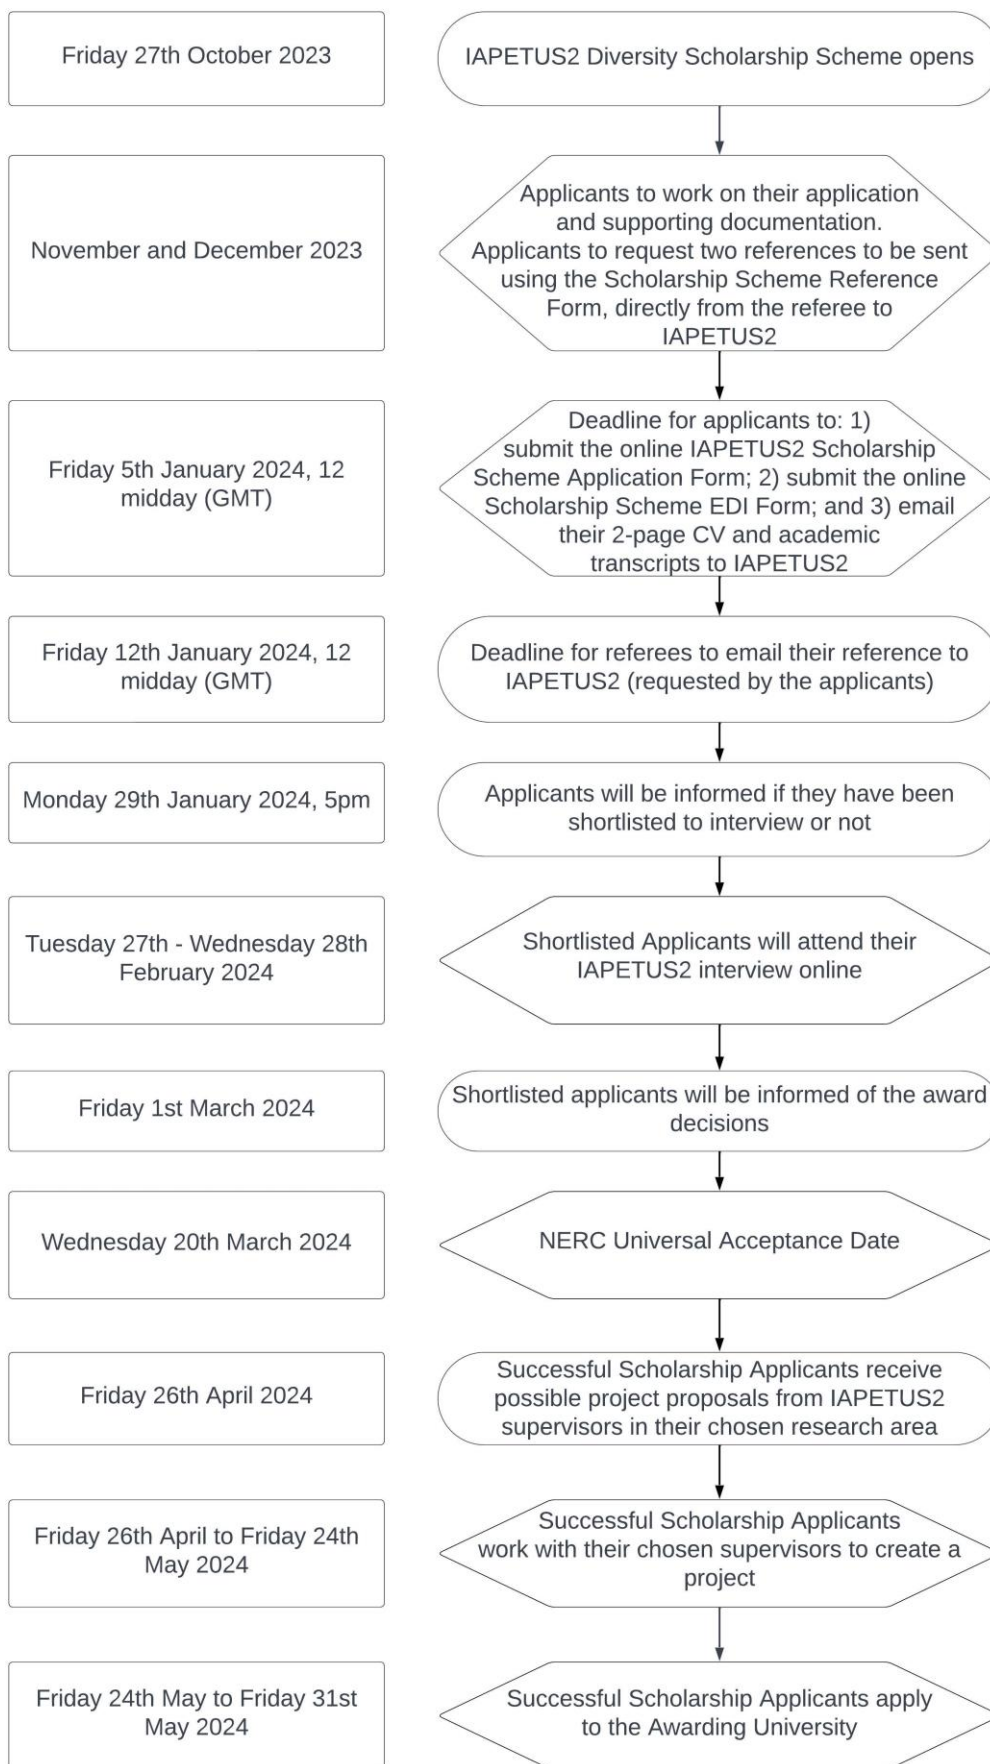 Friday 27th October 2023
IAPETUS2 Diversity Scholarship Scheme opens
November and December 2023
Applicants to work on their application
and supporting documentation.
Applicants to request two references to be sent
using the Scholarship Scheme Reference
Form, directly from the referee to
IAPETUS2
Friday 5th January 2024, 12
midday (GMT)
Deadline for applicants to: 1)
submit the online IAPETUS2 Scholarship
Scheme Application Form; 2) submit the online
Scholarship Scheme EDI Form; and 3) email
their 2-page CV and academic
transcripts to IAPETUS2
Friday 12th January 2024, 12
midday (GMT)
Deadline for referees to email their reference to
IAPETUS2 (requested by the applicants)
Monday 29th January 2024, 5pm
Applicants will be informed if they have been
shortlisted to interview or not
Tuesday 27th - Wednesday 28th
February 2024
Shortlisted Applicants will attend their
IAPETUS2 interview online
Friday 1st March 2024
Shortlisted applicants will be informed of the award
decisions
Wednesday 20th March 2024
NERC Universal Acceptance Date
Friday 26th April 2024
Successful Scholarship Applicants receive
possible project proposals from IAPETUS2
supervisors in their chosen research area
Friday 26th April to Friday 24th
May 2024
Successful Scholarship Applicants
work with their chosen supervisors to create a
project
Friday 24th May to Friday 31st
May 2024
Successful Scholarship Applicants apply
to the Awarding University